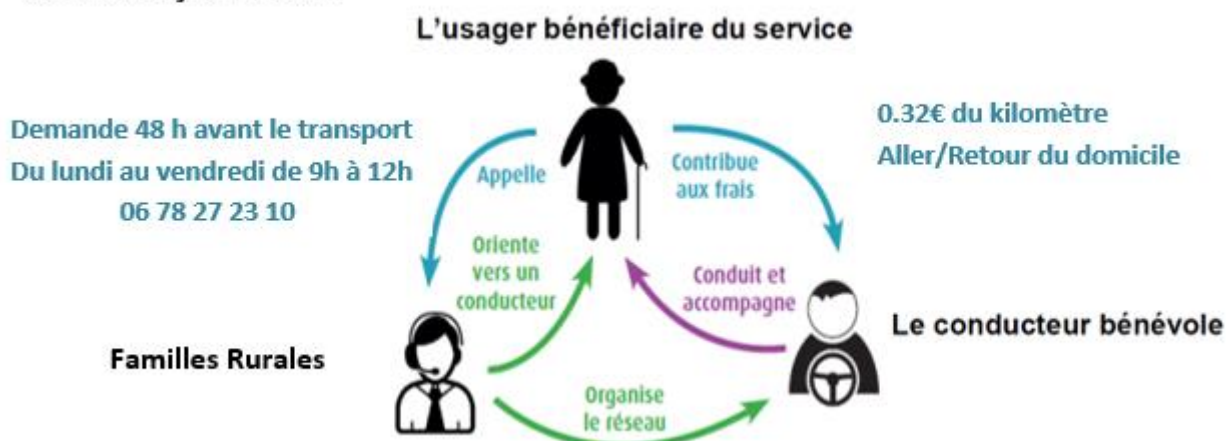 L'usager bénéficiaire du service
Demande 48 h avant le transport
Du lundi au vendredi de 9h à 12h
06 78 27 23 10
0.32€ du kilomètre
Aller/Retour du domicile
Appelle
Contribue
aux frais
Oriente
vers un
conducteur
Conduit et
accompagne
Familles Rurales
Le conducteur bénévole
Organise
le réseau